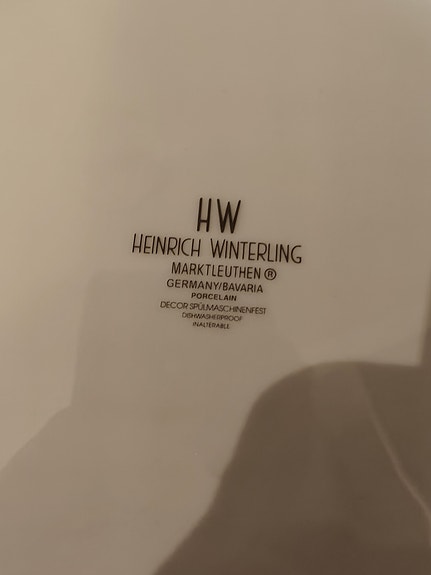 HW
HEINRICH WINTERLING
MARKTLEUTHEN ®
GERMANY/BAVARIA
PORCELAIN
DECOR SPÜLMASCHINENFEST
DISHWASHERPROOF
INALTERABLE